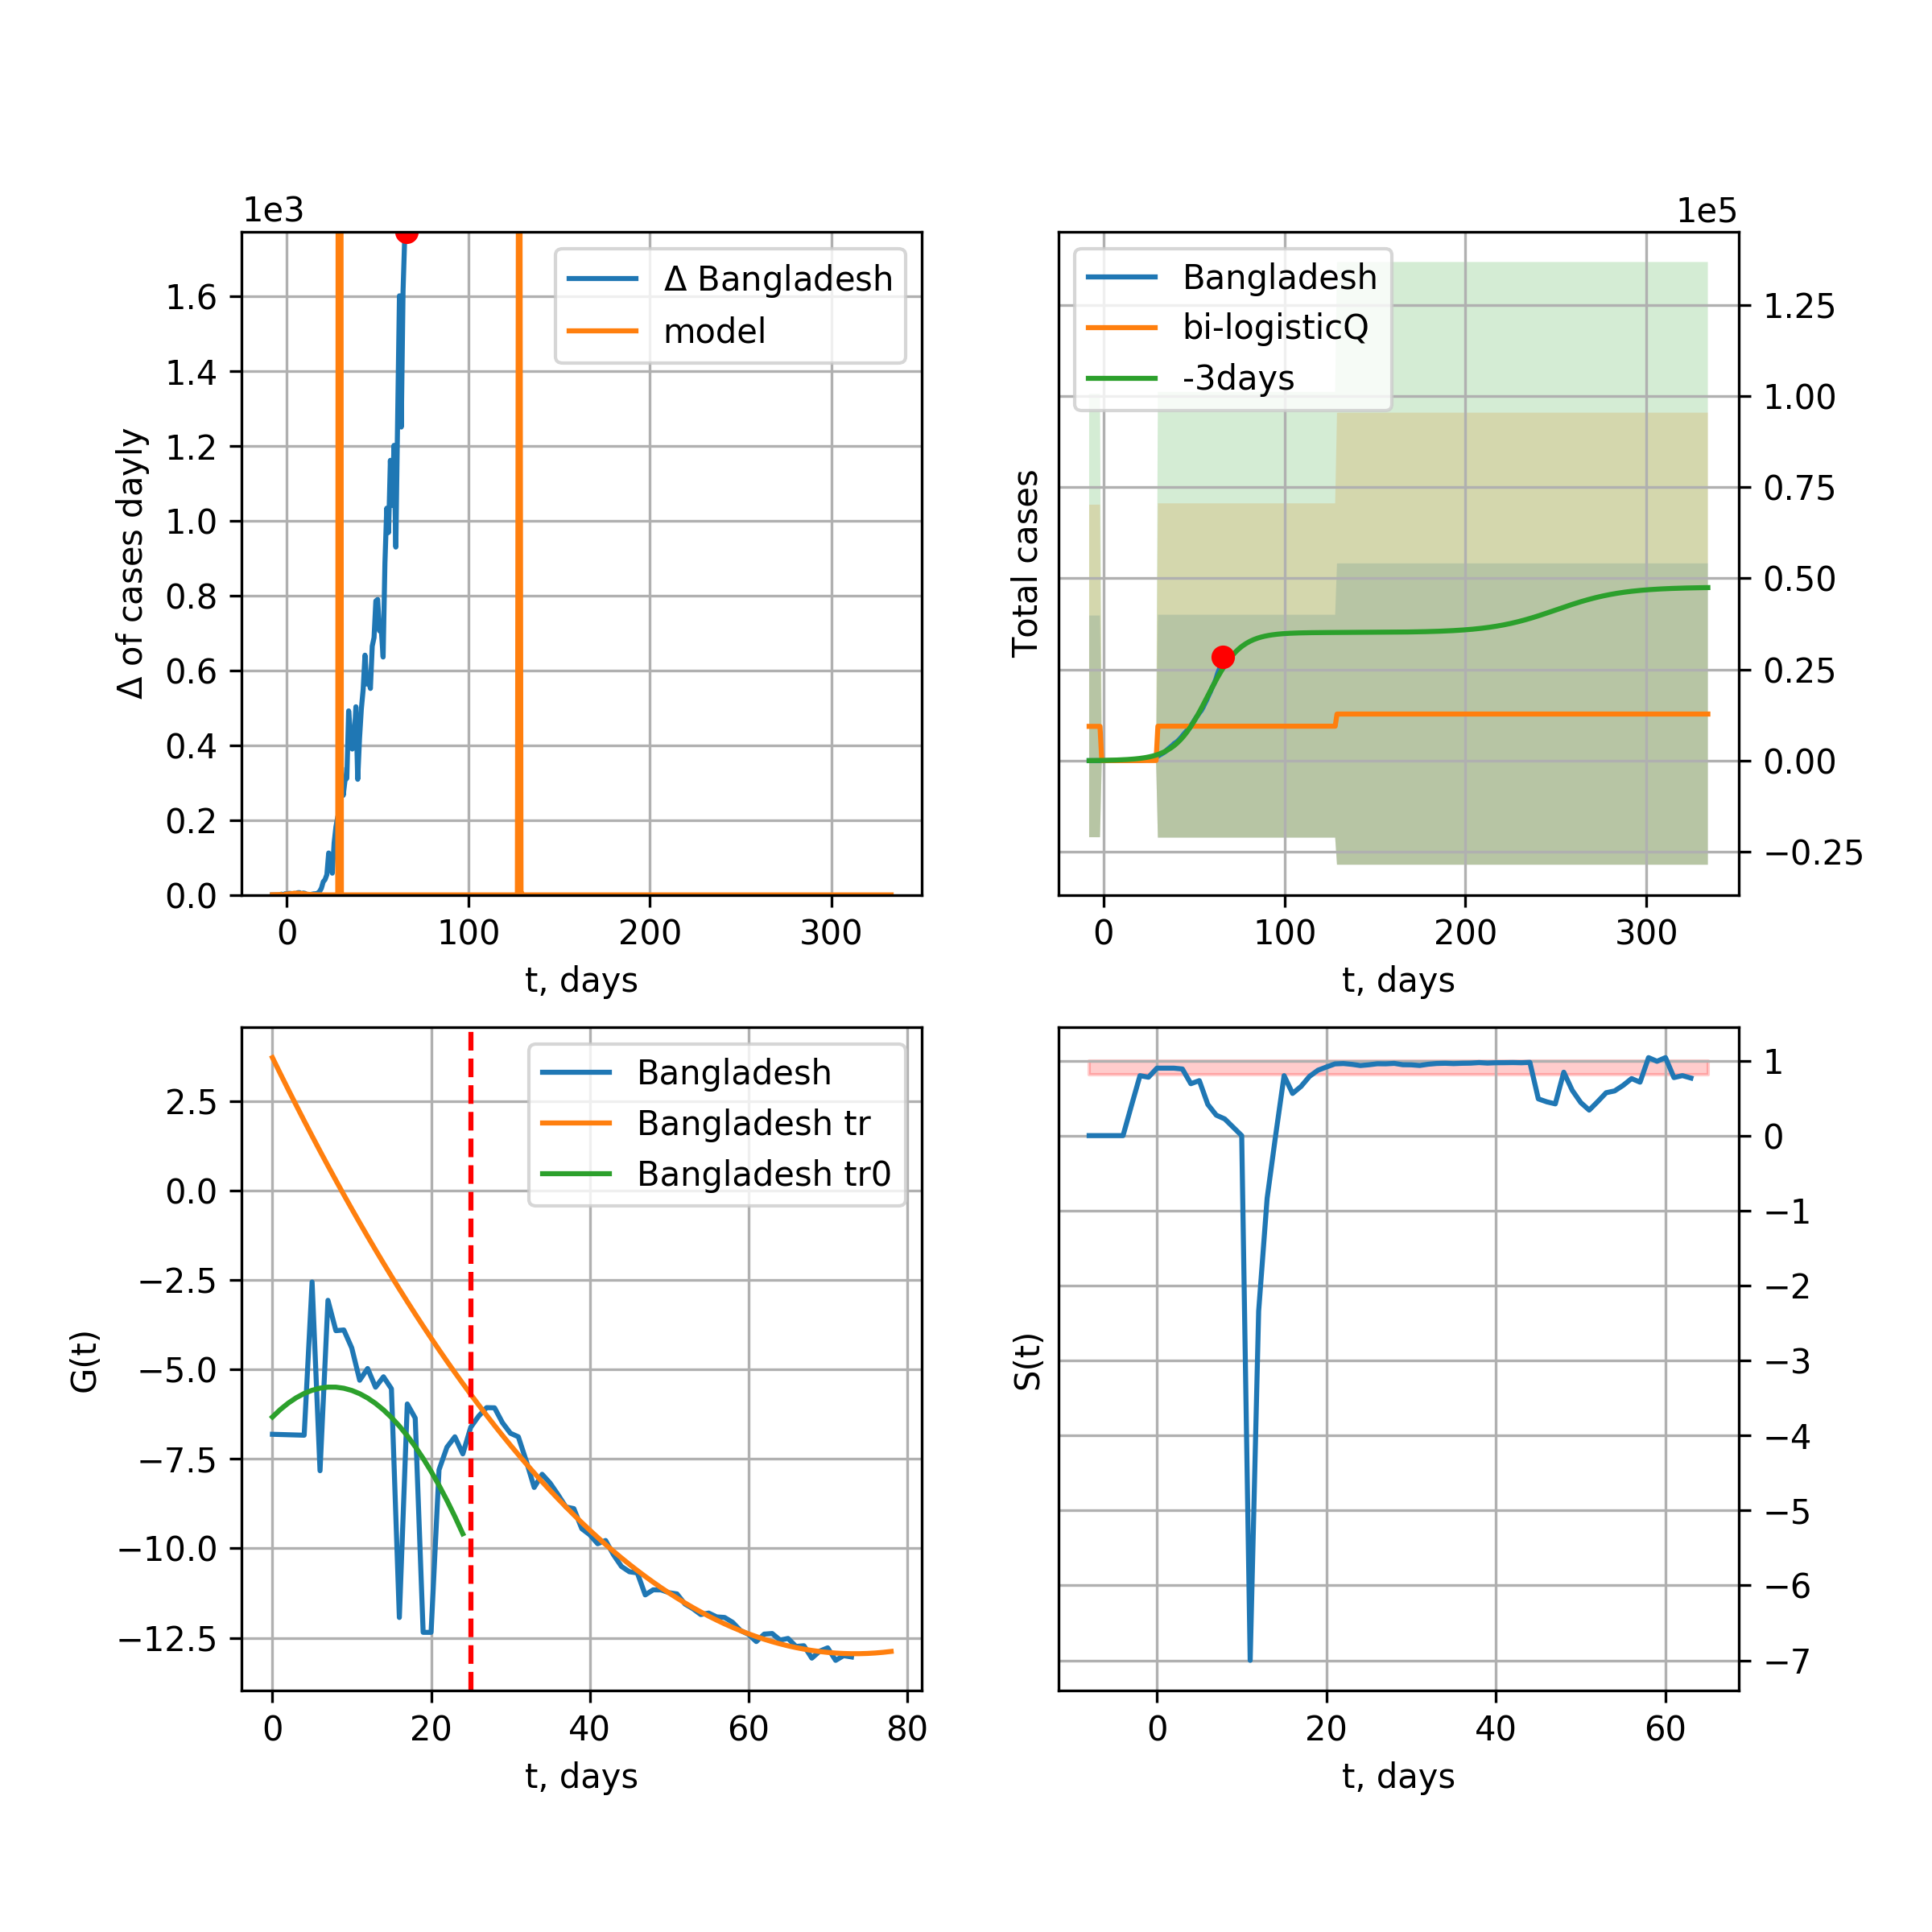 1e3
Δ of cases dayly
1.6
1.4
1.2
1.0
0.8
0.6
0.4
0.2
0.0
0 100 200 300
t, days
Δ Bangladesh
model
1e5
Total cases
1.25
1.00
0.75
0.50
0.25
0.00
−0.25
0 100 200 300
t, days
Bangladesh
bi-logisticQ
-3days
G(t)
2.5
0.0
−2.5
−5.0
−7.5
−10.0
−12.5
0 20 40 60 80
t, days
Bangladesh
Bangladesh tr
Bangladesh tr0
S(t)
1
0
−1
−2
−3
−4
−5
−6
−7
0 20 40 60
t, days